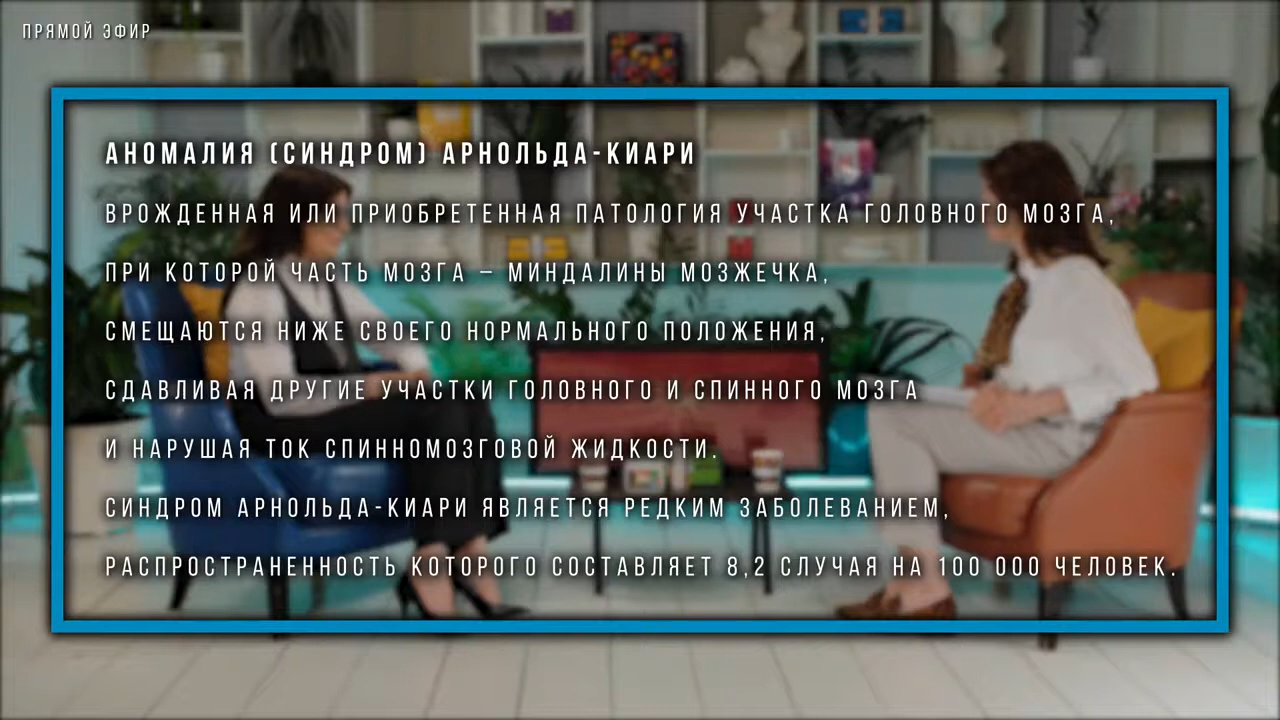 ПРЯМОЙ ЭФИР
АНОМАЛИЯ (СИНДРОМ) АРНОЛЬДА-КИАРИ
ВРОЖДЕННАЯ ИЛИ ПРИОБРЕТЕННАЯ ПАТОЛОГИЯ УЧАСТКА ГОЛОВНОГО МОЗГА,
ПРИ КОТОРОЙ ЧАСТЬ МОЗГА – МИНДАЛИНЫ МОЗЖЕЧКА,
СМЕЩАЮТСЯ НИЖЕ СВОЕГО НОРМАЛЬНОГО ПОЛОЖЕНИЯ,
СДАВЛИВАЯ ДРУГИЕ УЧАСТКИ ГОЛОВНОГО И СПИННОГО МОЗГА
И НАРУШАЯ ТОК СПИННОМОЗГОВОЙ ЖИДКОСТИ.
СИНДРОМ АРНОЛЬДА-КИАРИ ЯВЛЯЕТСЯ РЕДКИМ ЗАБОЛЕВАНИЕМ,
РАСПРОСТРАНЕННОСТЬ КОТОРОГО СОСТАВЛЯЕТ 8,2 СЛУЧАЯ НА 100 000 ЧЕЛОВЕК.